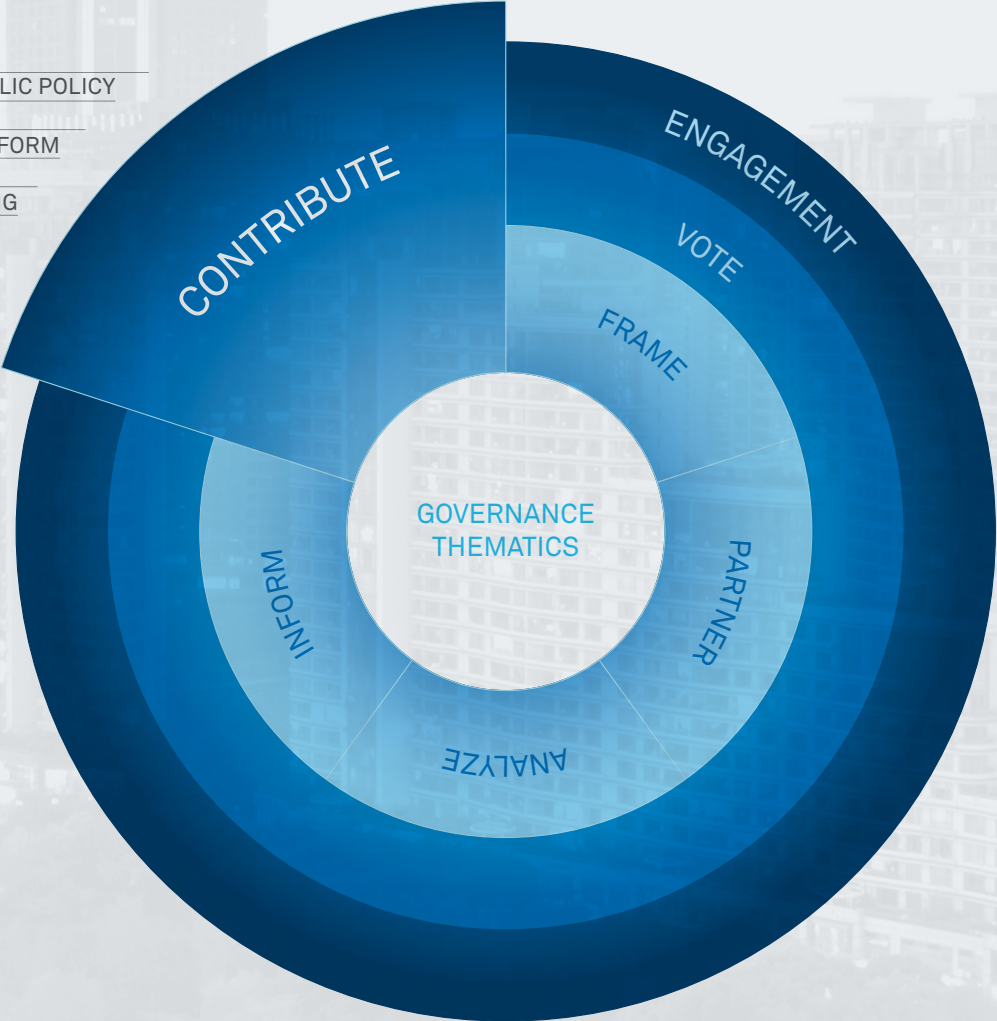 LIC POLICY
FORM
G
CONTRIBUTE
ENGAGEMENT
VOTE
FRAME
GOVERNANCE
THEMATICS
PARTNER
INFORM
ANALYZE